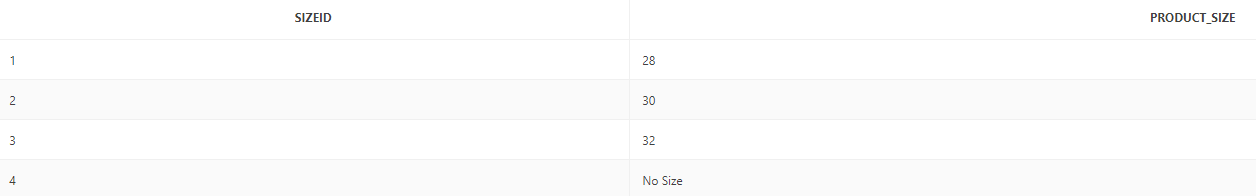 SIZEID PRODUCT_SIZE
1 28
2 30
3 32
4 No Size